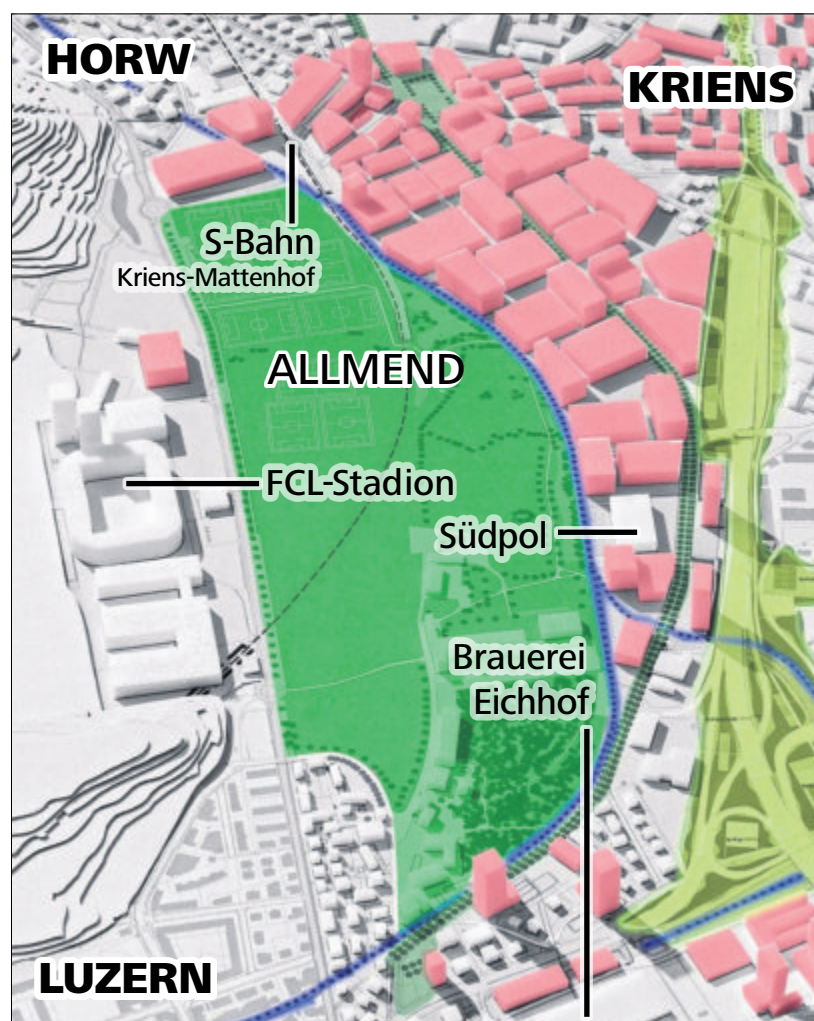 HORW
KRIENS
S-Bahn
Kriens-Mattenhof
ALLMEND
FCL-Stadion
Südpol
Brauerei
Eichhof
LUZERN